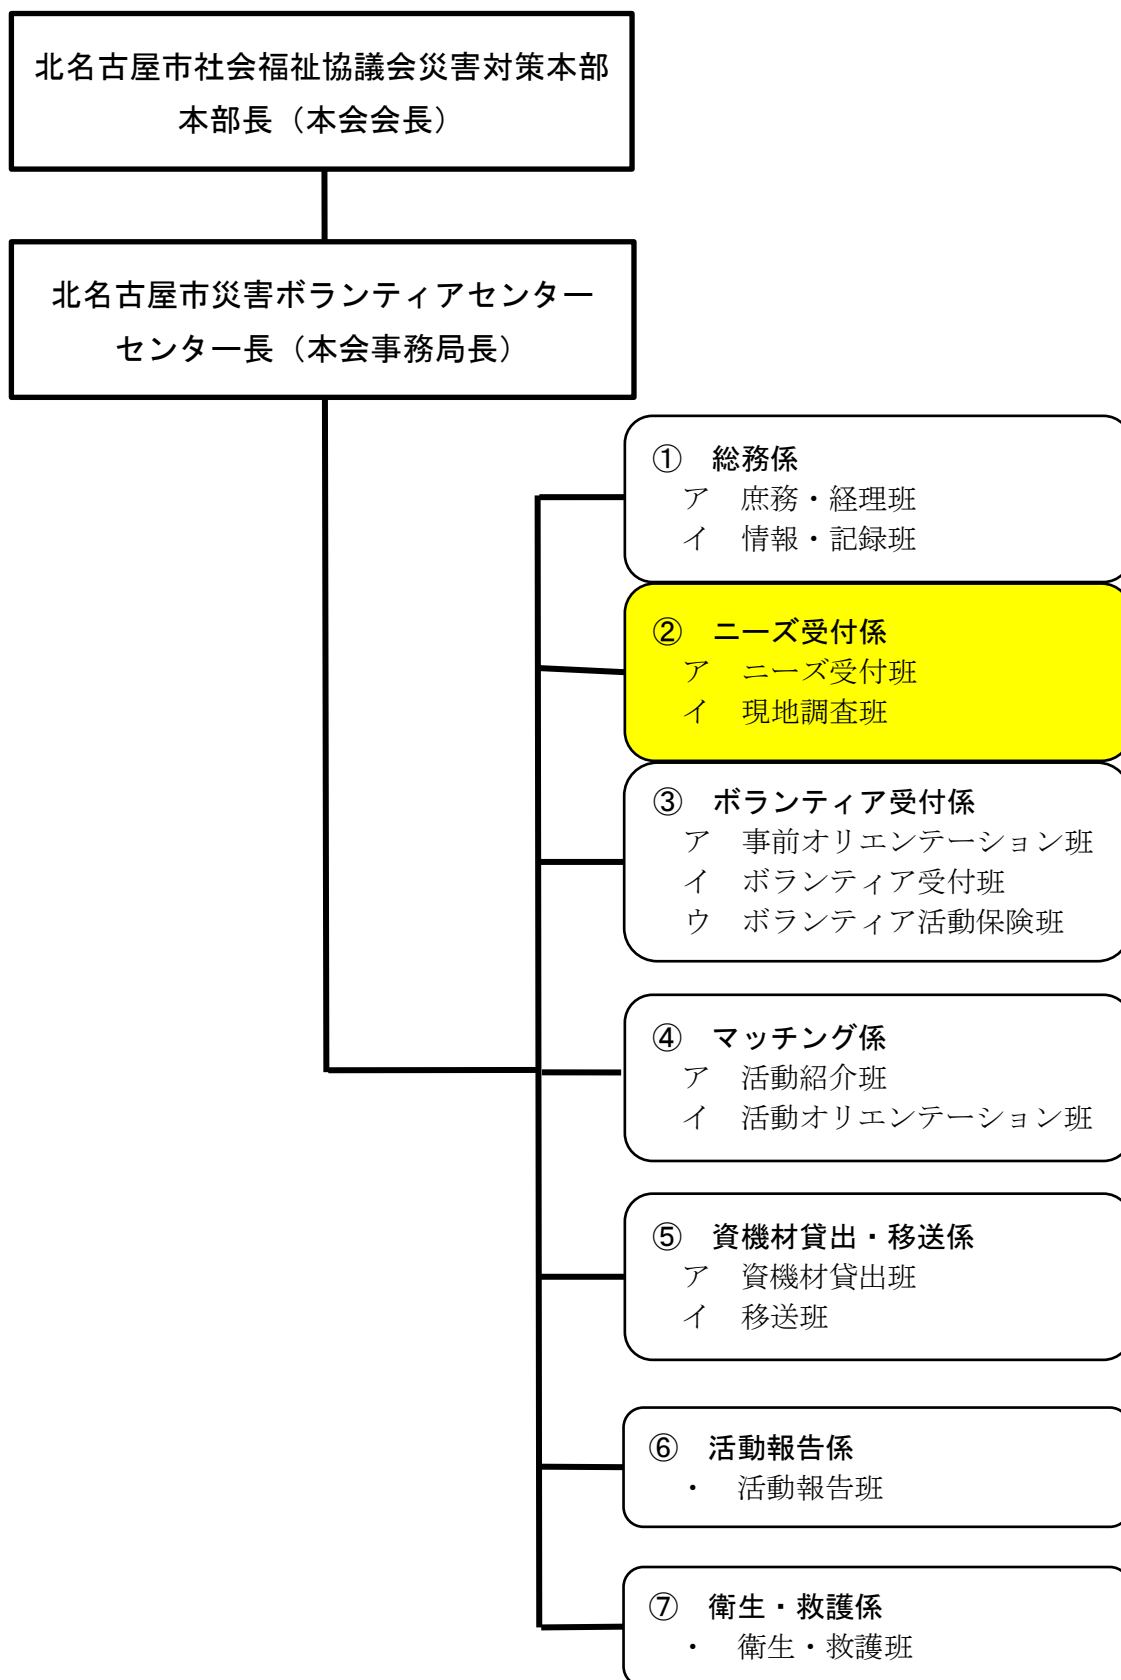 北名古屋市社会福祉協議会災害対策本部
本部長（本会会長）
北名古屋市災害ボランティアセンター
センター長（本会事務局長）
①　総務係
ア　庶務・経理班
イ　情報・記録班
②　ニーズ受付係
ア　ニーズ受付班
イ　現地調査班
③　ボランティア受付係
ア　事前オリエンテーション班
イ　ボランティア受付班
ウ　ボランティア活動保険班
④　マッチング係
ア　活動紹介班
イ　活動オリエンテーション班
⑤　資機材貸出・移送係
ア　資機材貸出班
イ　移送班
⑥　活動報告係
・　活動報告班
⑦　衛生・救護係
・　衛生・救護班